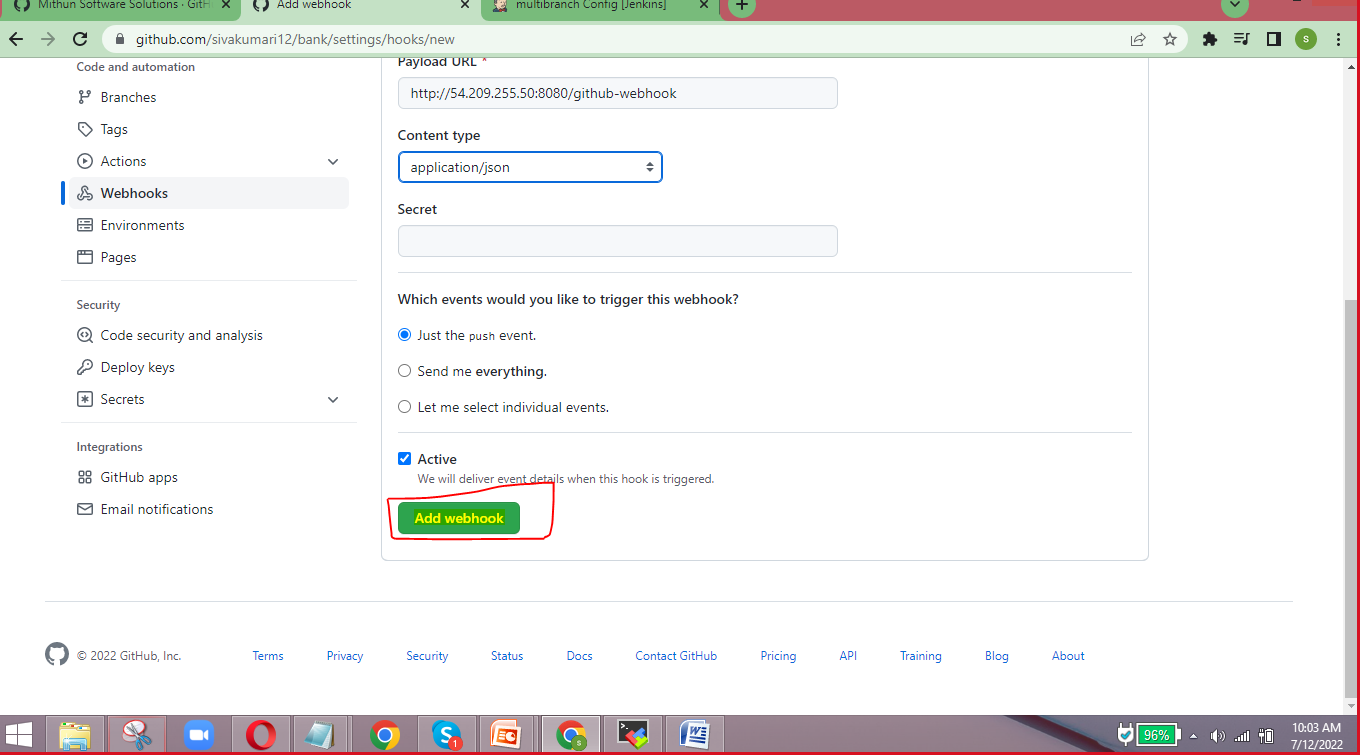 Mithun Software Solutions · GitH
Add webhook
multibranch Config [Jenkins]
github.com/sivakumari12/bank/settings/hooks/new
s
Code and automation
Branches
Tags
Actions
Webhooks
Environments
Pages
Security
Code security and analysis
Deploy keys
Secrets
Integrations
GitHub apps
Email notifications
Payload URL *
http://54.209.255.50:8080/github-webhook
Content type
application/json
Secret
Which events would you like to trigger this webhook?
Just the push event.
Send me everything.
Let me select individual events.
Active
We will deliver event details when this hook is triggered.
Add webhook
© 2022 GitHub, Inc.
Terms
Privacy
Security
Status
Docs
Contact GitHub
Pricing
API
Training
Blog
About
1
s
96%
10:03 AM
7/12/2022